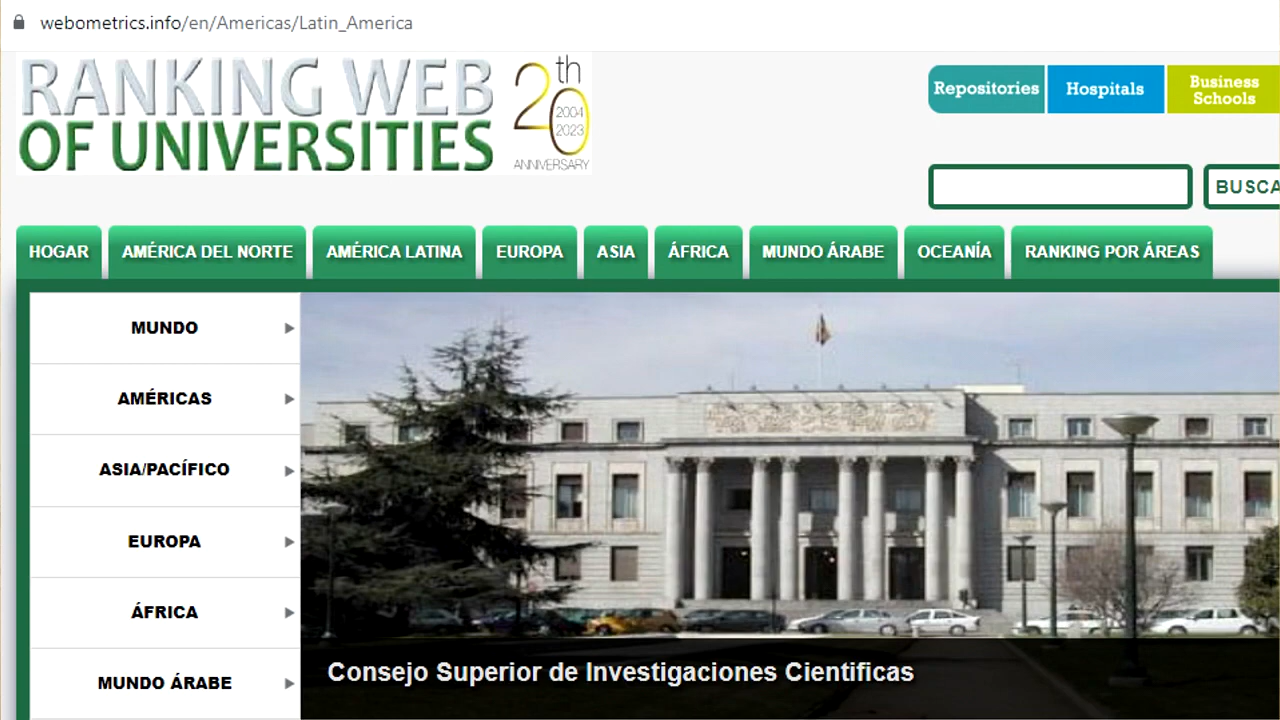 webometrics.info/en/Americas/Latin_America
RANKING WEB
OF UNIVERSITIES
20th
2004
2023
ANNIVERSARY
Repositories
Hospitals
Business
Schools
BUSCA
HOGAR
AMÉRICA DEL NORTE
AMÉRICA LATINA
EUROPA
ASIA
ÁFRICA
MUNDO ÁRABE
OCEANÍA
RANKING POR ÁREAS
MUNDO
AMÉRICAS
ASIA/PACÍFICO
EUROPA
ÁFRICA
MUNDO ÁRABE
Consejo Superior de Investigaciones Cientificas